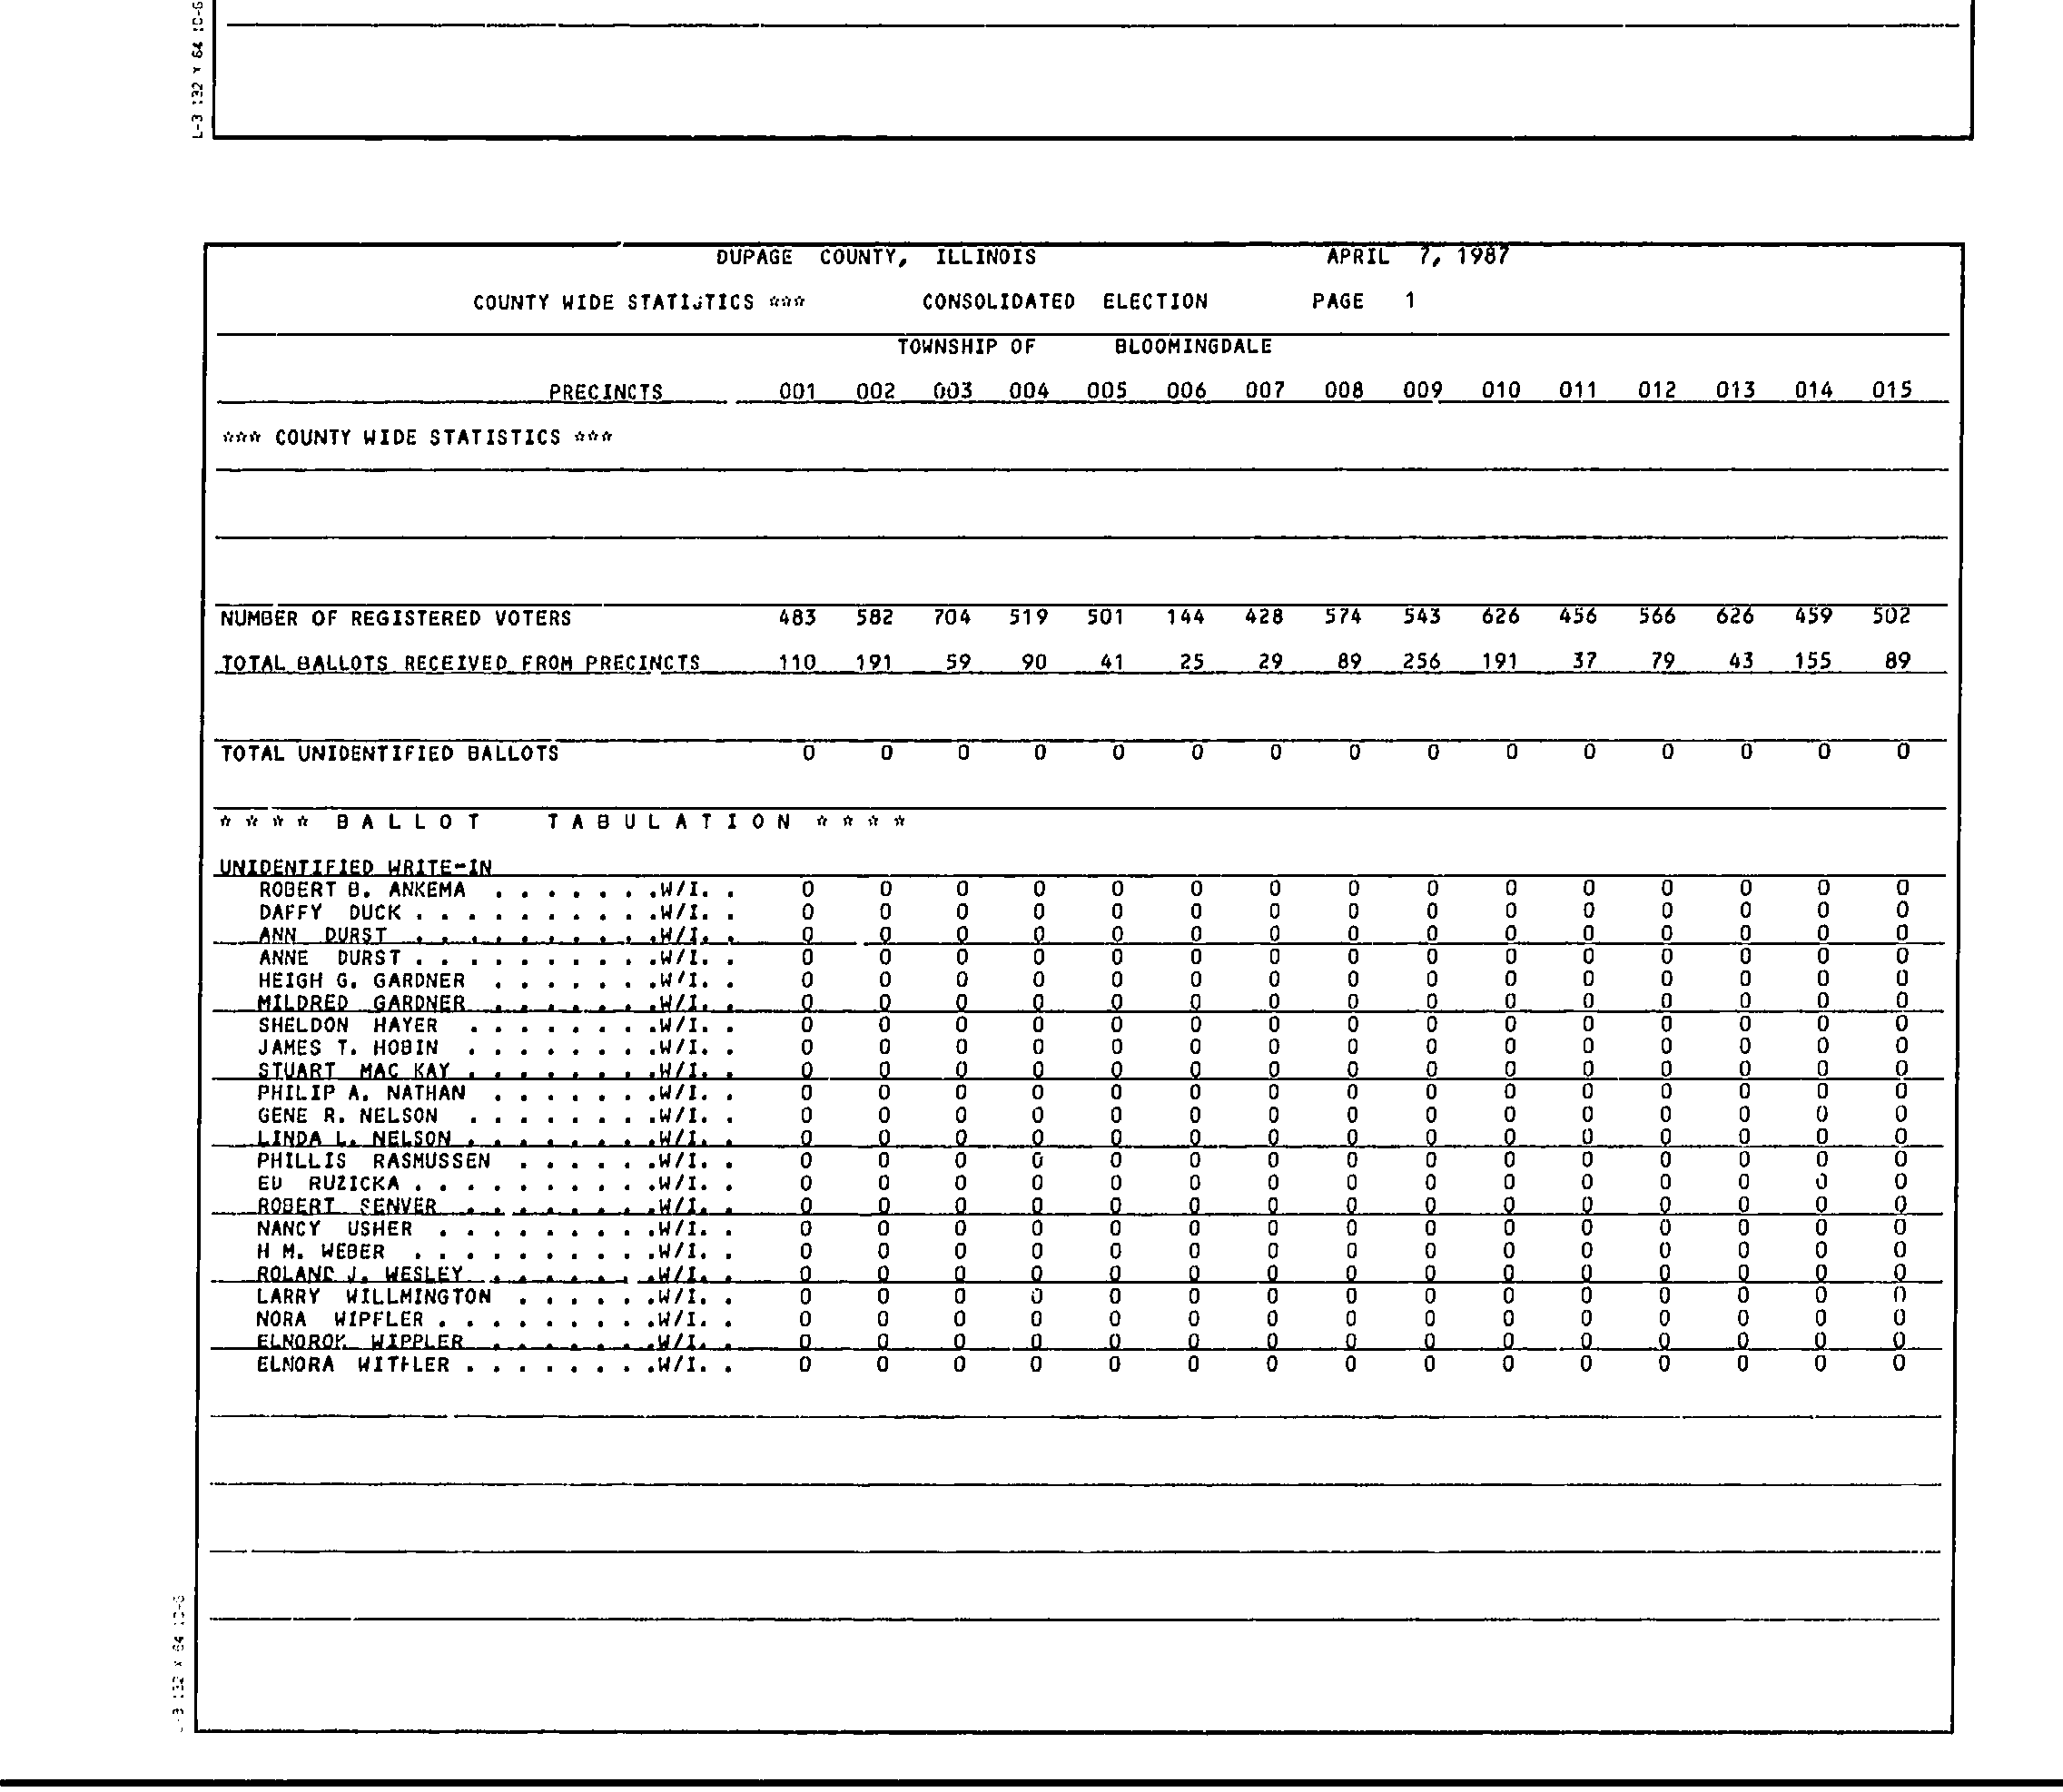 L-3 132 Y 64 10-G
DUPAGE COUNTY, ILLINOIS APRIL 7, 1987
COUNTY WIDE STATISTICS *** CONSOLIDATED ELECTION PAGE 1
TOWNSHIP OF BLOOMINGDALE
PRECINCTS 001 002 003 004 005 006 007 008 009 010 011 012 013 014 015
*** COUNTY WIDE STATISTICS ***
NUMBER OF REGISTERED VOTERS 483 582 704 519 501 144 428 574 543 626 456 566 626 459 502
TOTAL BALLOTS RECEIVED FROM PRECINCTS 110 191 59 90 41 25 29 89 256 191 37 79 43 155 89
TOTAL UNIDENTIFIED BALLOTS 0 0 0 0 0 0 0 0 0 0 0 0 0 0 0
* * * * B A L L O T T A B U L A T I O N * * * *
UNIDENTIFIED WRITE-IN
ROBERT B. ANKEMA . . . . . . .W/I. . 0 0 0 0 0 0 0 0 0 0 0 0 0 0 0
DAFFY DUCK . . . . . . . . . .W/I. . 0 0 0 0 0 0 0 0 0 0 0 0 0 0 0
ANN DURST . . . . . . . . . .W/I. . 0 0 0 0 0 0 0 0 0 0 0 0 0 0 0
ANNE DURST . . . . . . . . . .W/I. . 0 0 0 0 0 0 0 0 0 0 0 0 0 0 0
HEIGH G. GARDNER . . . . . . .W/I. . 0 0 0 0 0 0 0 0 0 0 0 0 0 0 0
MILDRED GARDNER . . . . . . .W/I. . 0 0 0 0 0 0 0 0 0 0 0 0 0 0 0
SHELDON HAYER . . . . . . . .W/I. . 0 0 0 0 0 0 0 0 0 0 0 0 0 0 0
JAMES T. HOBIN . . . . . . . .W/I. . 0 0 0 0 0 0 0 0 0 0 0 0 0 0 0
STUART MAC KAY . . . . . . . .W/I. . 0 0 0 0 0 0 0 0 0 0 0 0 0 0 0
PHILIP A. NATHAN . . . . . . .W/I. . 0 0 0 0 0 0 0 0 0 0 0 0 0 0 0
GENE R. NELSON . . . . . . . .W/I. . 0 0 0 0 0 0 0 0 0 0 0 0 0 0 0
LINDA L. NELSON . . . . . . . .W/I. . 0 0 0 0 0 0 0 0 0 0 0 0 0 0 0
PHILLIS RASMUSSEN . . . . . .W/I. . 0 0 0 0 0 0 0 0 0 0 0 0 0 0 0
ED RUZICKA . . . . . . . . . .W/I. . 0 0 0 0 0 0 0 0 0 0 0 0 0 0 0
ROBERT SENVER . . . . . . . .W/I. . 0 0 0 0 0 0 0 0 0 0 0 0 0 0 0
NANCY USHER . . . . . . . . .W/I. . 0 0 0 0 0 0 0 0 0 0 0 0 0 0 0
H M. WEBER . . . . . . . . . .W/I. . 0 0 0 0 0 0 0 0 0 0 0 0 0 0 0
ROLAND J. WESLEY . . . . . . .W/I. . 0 0 0 0 0 0 0 0 0 0 0 0 0 0 0
LARRY WILLMINGTON . . . . . .W/I. . 0 0 0 0 0 0 0 0 0 0 0 0 0 0 0
NORA WIPFLER . . . . . . . . .W/I. . 0 0 0 0 0 0 0 0 0 0 0 0 0 0 0
ELNOROK WIPPLER . . . . . . .W/I. . 0 0 0 0 0 0 0 0 0 0 0 0 0 0 0
ELNORA WITFLER . . . . . . . .W/I. . 0 0 0 0 0 0 0 0 0 0 0 0 0 0 0